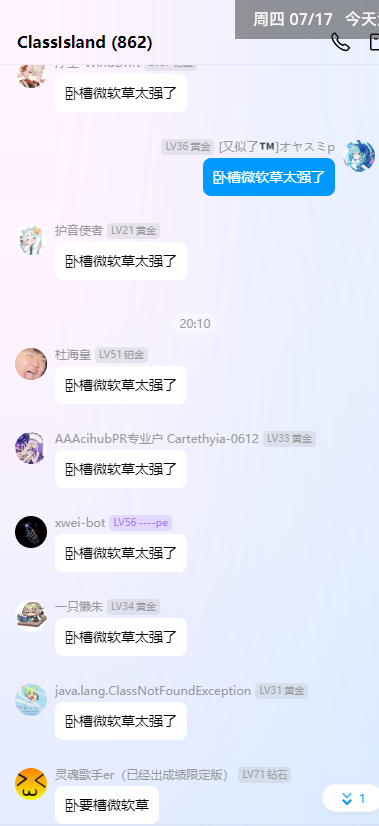 周四 07/17 今天
ClassIsland (862)
卧槽微软草太强了
LV36 黄金 [又似了™]オヤスミp
卧槽微软草太强了
护音使者 LV21 黄金
卧槽微软草太强了
20:10
杜海皇 LV51 铂金
卧槽微软草太强了
AAAcihubPR专业户 Cartethyia-0612 LV33 黄金
卧槽微软草太强了
xwei-bot LV56 ----pe
卧槽微软草太强了
一只懒朱 LV34 黄金
卧槽微软草太强了
java.lang.ClassNotFoundException LV31 黄金
卧槽微软草太强了
灵魂歌手er（已经出成绩限定版） LV71 钻石
卧要槽微软草
1